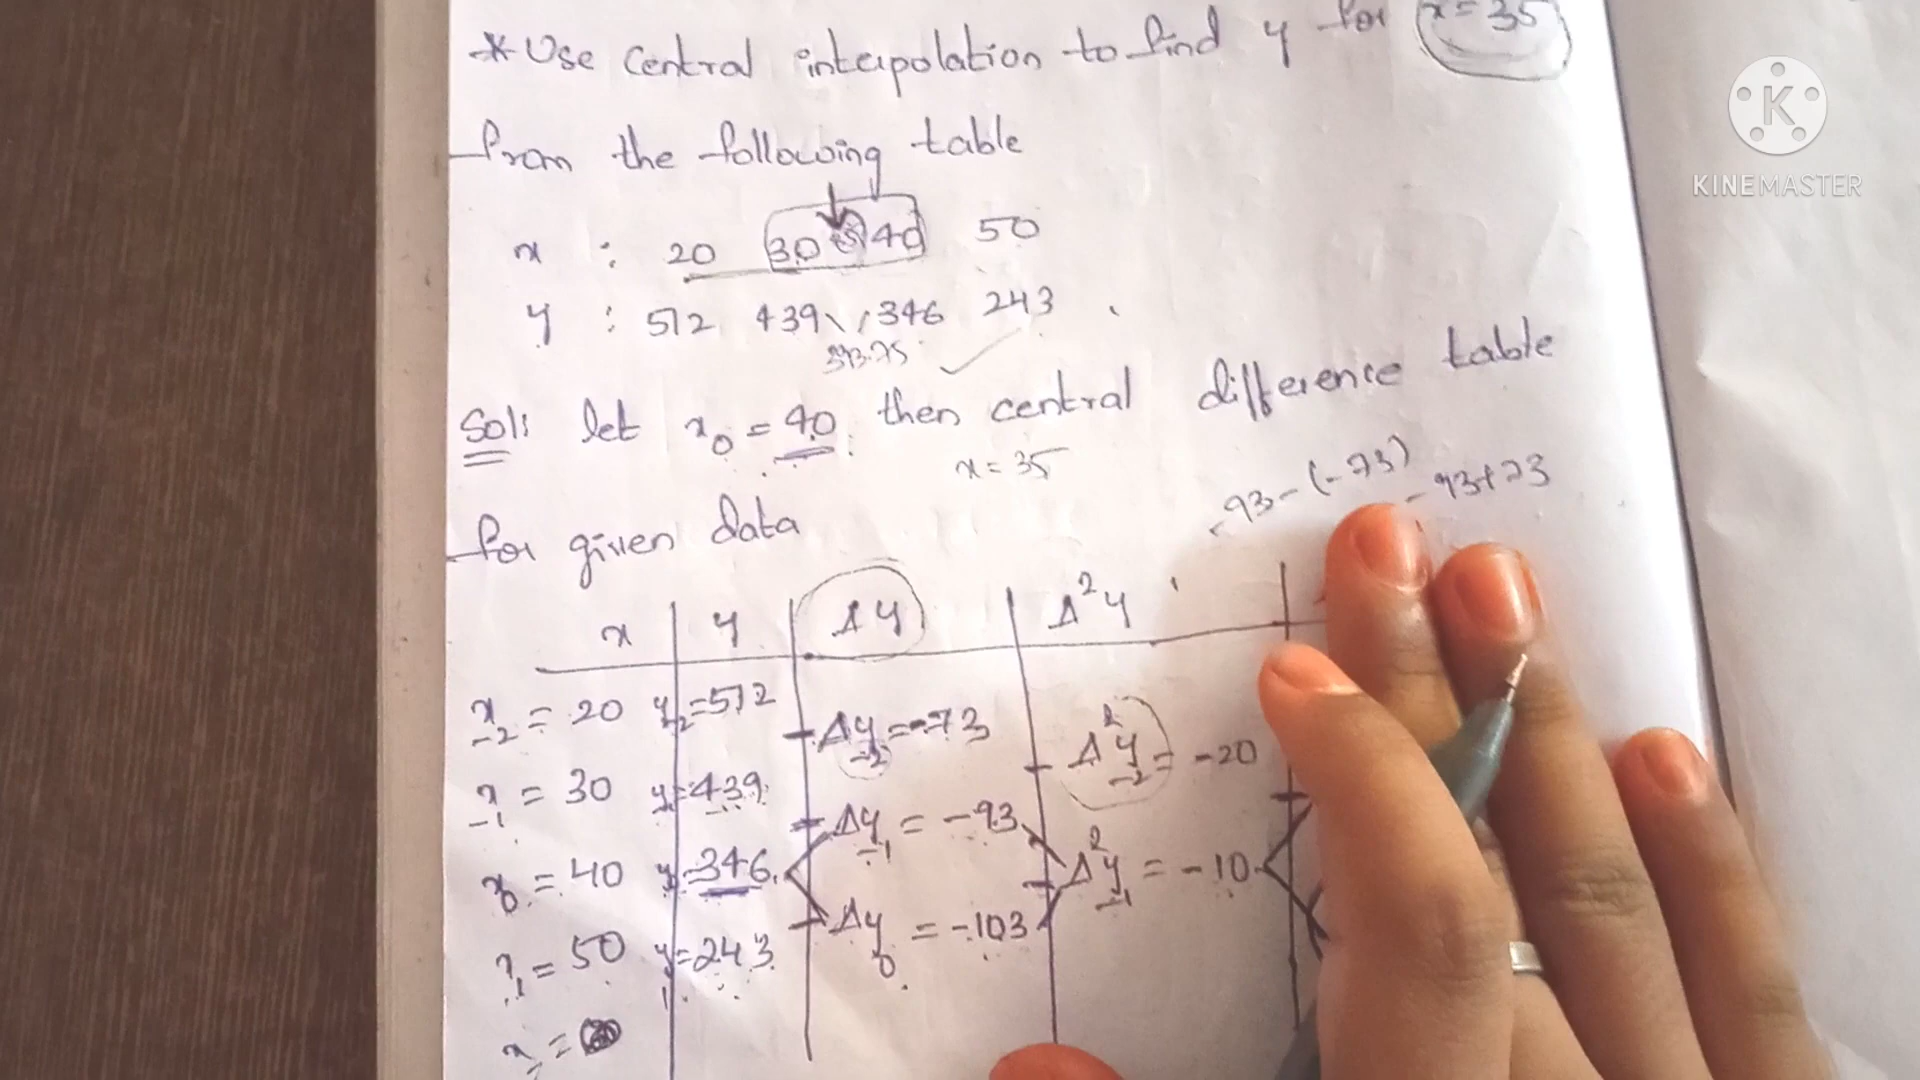 * Use central interpolation to find y for x = 35
from the following table
x : 20 30 35 40 50
y : 512 439 346 243
393.75
Sol: let x₀ = 40. then central difference table
x = 35
for given data
-93-(-73) -93+73
x y Δy Δ²y
x₋₂ = 20 y₋₂=512 Δy₋₂=-73 Δ²y₋₂ = -20
x₋₁ = 30 y₋₁=439 Δy₋₁ = -93
x₀ = 40 y₀=346 Δ²y₋₁ = -10
Δy₀ = -103
x₁ = 50 y₁=243
KINEMASTER